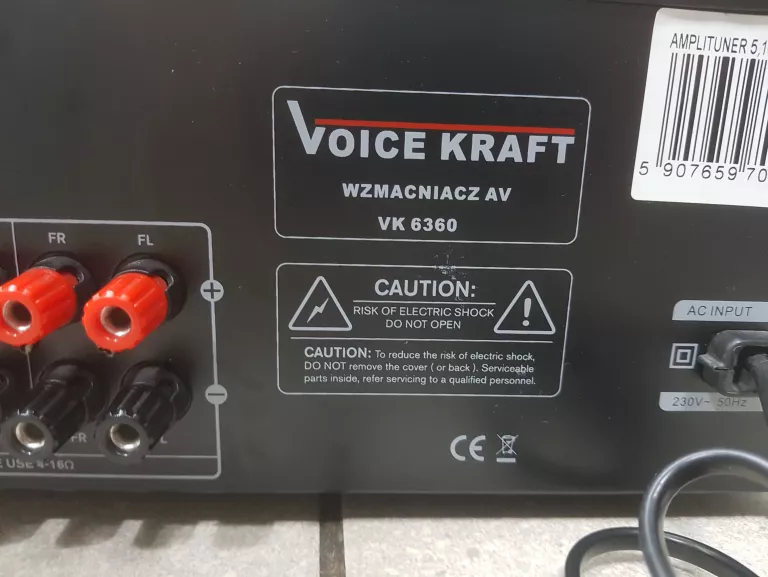 AMPLITUNER 5,1
5 907659 70
VOICE KRAFT
WZMACNIACZ AV
VK 6360
FR
FL
CAUTION:
RISK OF ELECTRIC SHOCK
DO NOT OPEN
CAUTION: To reduce the risk of electric shock,
DO NOT remove the cover ( or back ). Serviceable
parts inside, refer servicing to a qualified personnel.
AC INPUT
230V~ 50Hz
FR
USE 4-16Ω
CE